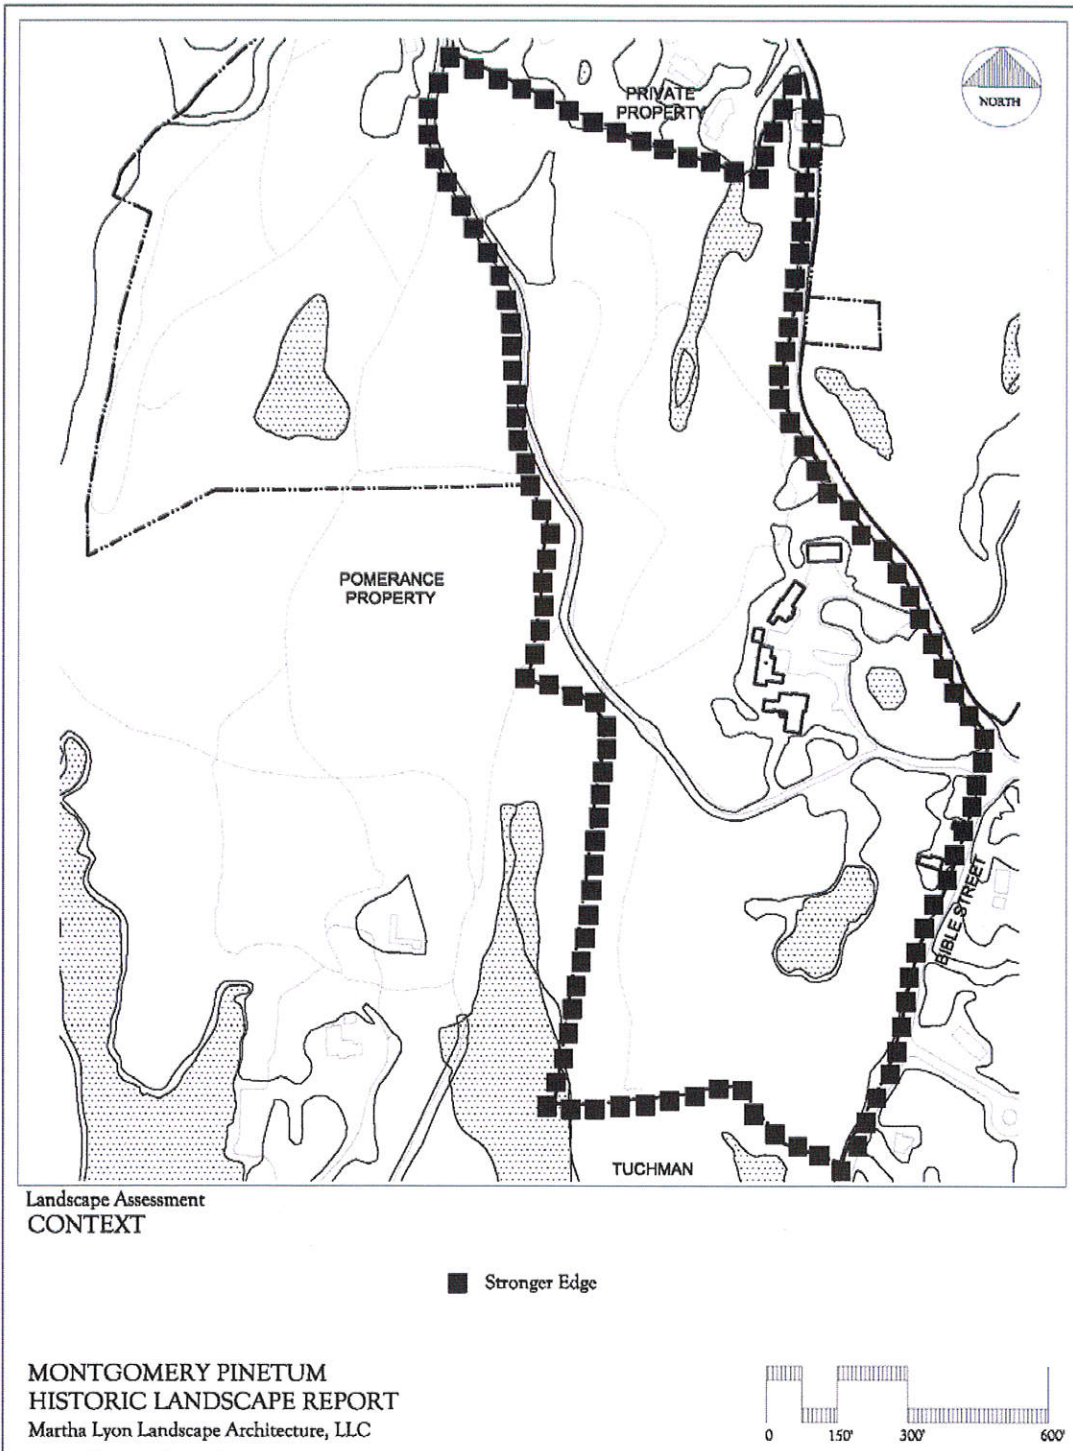 PRIVATE
PROPERTY
NORTH
POMERANCE
PROPERTY
BIBLE STREET
TUCHMAN
Landscape Assessment
CONTEXT
Stronger Edge
MONTGOMERY PINETUM
HISTORIC LANDSCAPE REPORT
Martha Lyon Landscape Architecture, LLC
0 150' 300' 600'